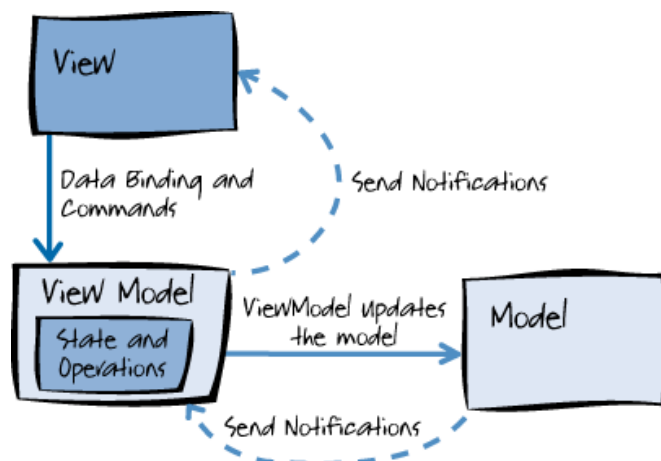 View
Data Binding and
Commands
Send Notifications
View Model
State and
Operations
ViewModel updates
the model
Model
Send Notifications